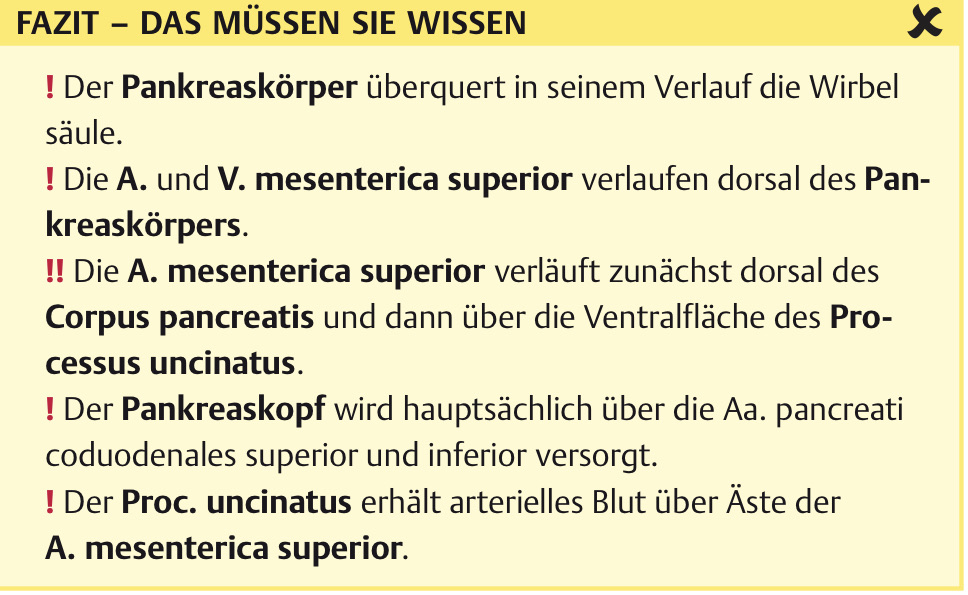 FAZIT – DAS MÜSSEN SIE WISSEN ✘
! Der Pankreaskörper überquert in seinem Verlauf die Wirbel
säule.
! Die A. und V. mesenterica superior verlaufen dorsal des Pan-
kreaskörpers.
!! Die A. mesenterica superior verläuft zunächst dorsal des
Corpus pancreatis und dann über die Ventralfläche des Pro-
cessus uncinatus.
! Der Pankreaskopf wird hauptsächlich über die Aa. pancreati
coduodenales superior und inferior versorgt.
! Der Proc. uncinatus erhält arterielles Blut über Äste der
A. mesenterica superior.